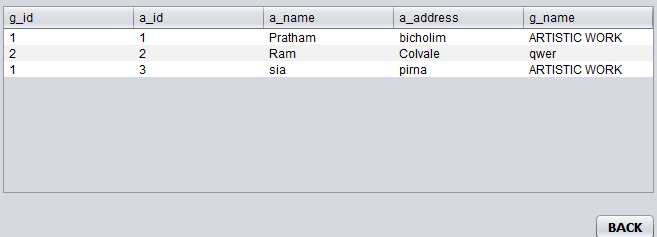 g_id a_id a_name a_address g_name
1 1 Pratham bicholim ARTISTIC WORK
2 2 Ram Colvale qwer
1 3 sia pirna ARTISTIC WORK
BACK